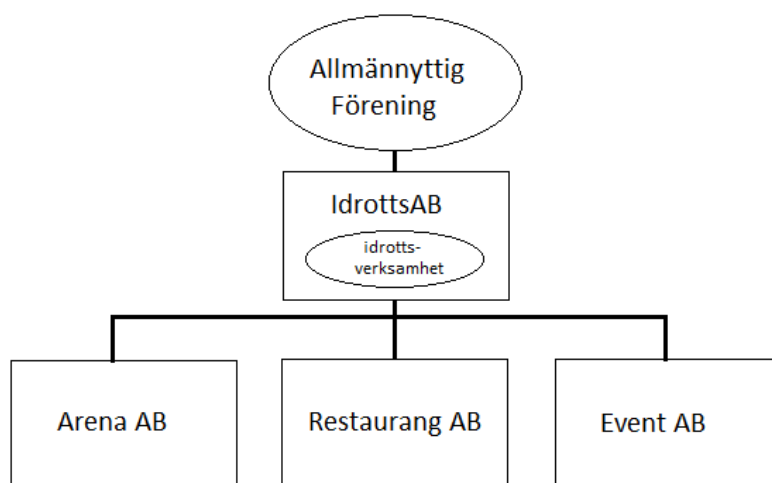 Allmännyttig
Förening
IdrottsAB
idrotts-
verksamhet
Arena AB
Restaurang AB
Event AB